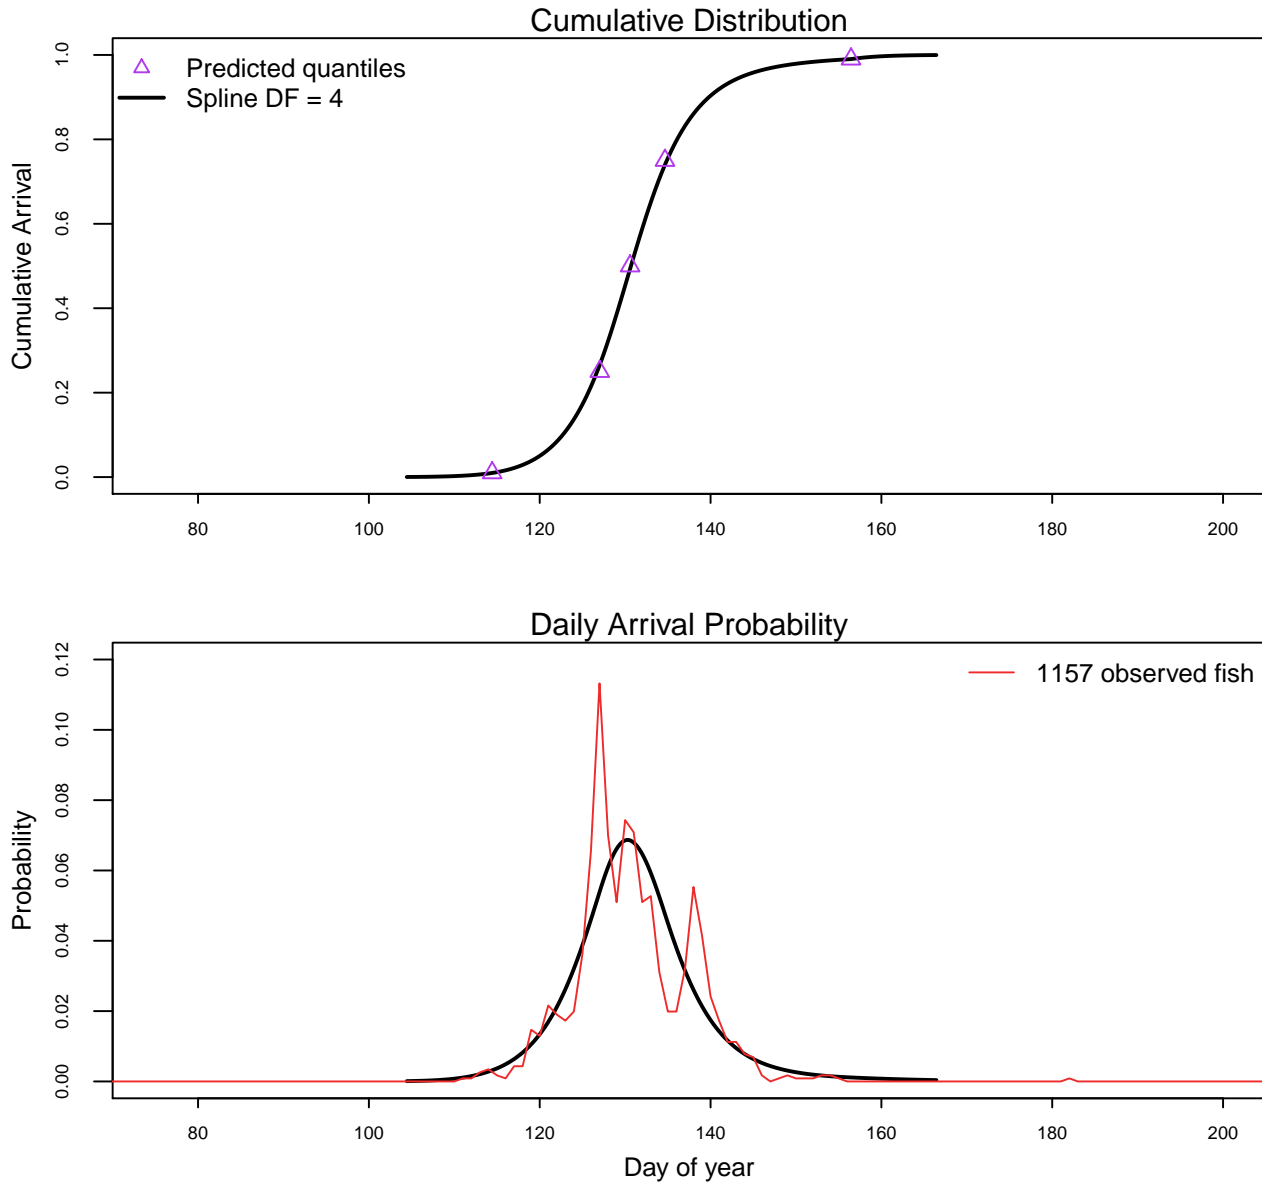 Cumulative Distribution
Predicted quantiles
Spline DF = 4
Cumulative Arrival
0.0 0.2 0.4 0.6 0.8 1.0
80 100 120 140 160 180 200
Daily Arrival Probability
1157 observed fish
Probability
0.00 0.02 0.04 0.06 0.08 0.10 0.12
80 100 120 140 160 180 200
Day of year